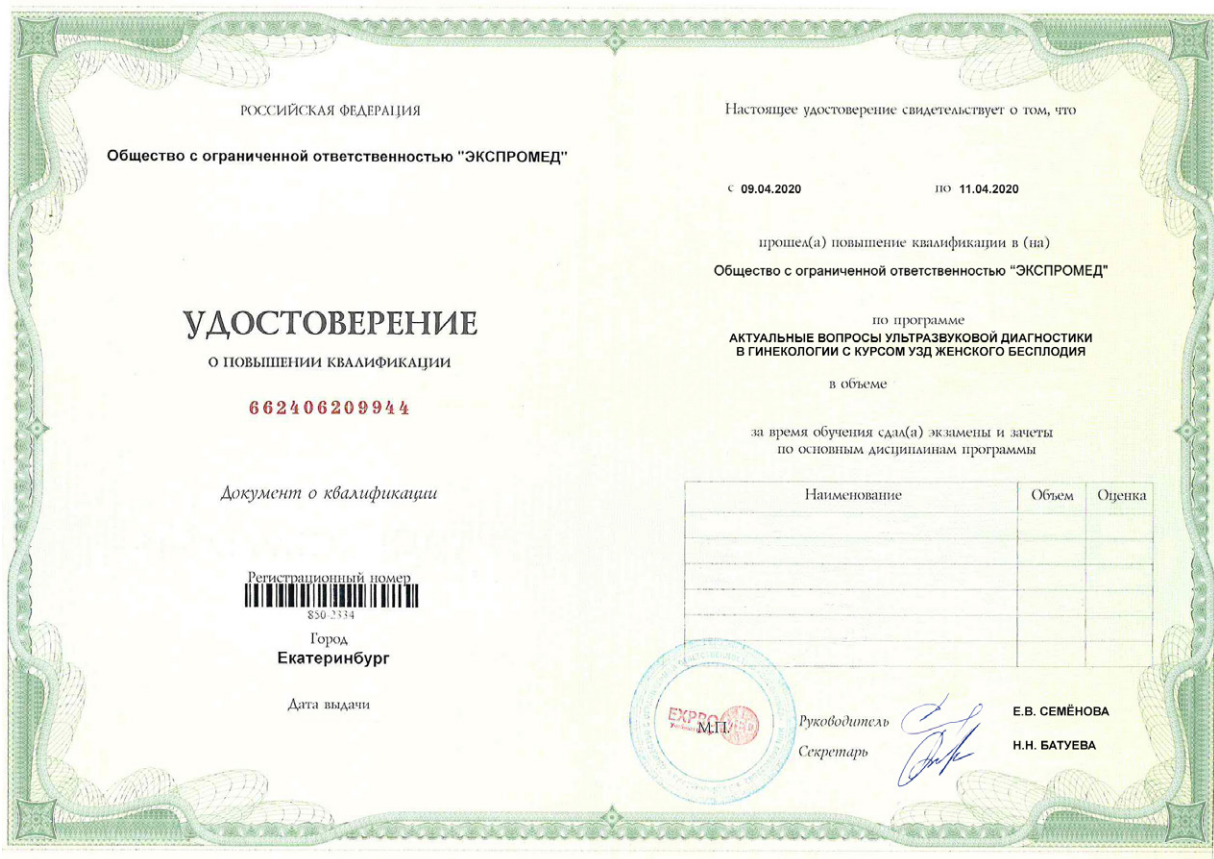 РОССИЙСКАЯ ФЕДЕРАЦИЯ
Общество с ограниченной ответственностью "ЭКСПРОМЕД"
УДОСТОВЕРЕНИЕ
О ПОВЫШЕНИИ КВАЛИФИКАЦИИ
662406209944
Документ о квалификации
Регистрационный номер
850-2334
Город
Екатеринбург
Дата выдачи
Настоящее удостоверение свидетельствует о том, что
с 09.04.2020 по 11.04.2020
прошел(а) повышение квалификации в (на)
Общество с ограниченной ответственностью "ЭКСПРОМЕД"
по программе
АКТУАЛЬНЫЕ ВОПРОСЫ УЛЬТРАЗВУКОВОЙ ДИАГНОСТИКИ
В ГИНЕКОЛОГИИ С КУРСОМ УЗД ЖЕНСКОГО БЕСПЛОДИЯ
в объеме
за время обучения сдал(а) экзамены и зачеты
по основным дисциплинам программы
Наименование Объем Оценка
М.П.
Руководитель Е.В. СЕМЁНОВА
Секретарь Н.Н. БАТУЕВА